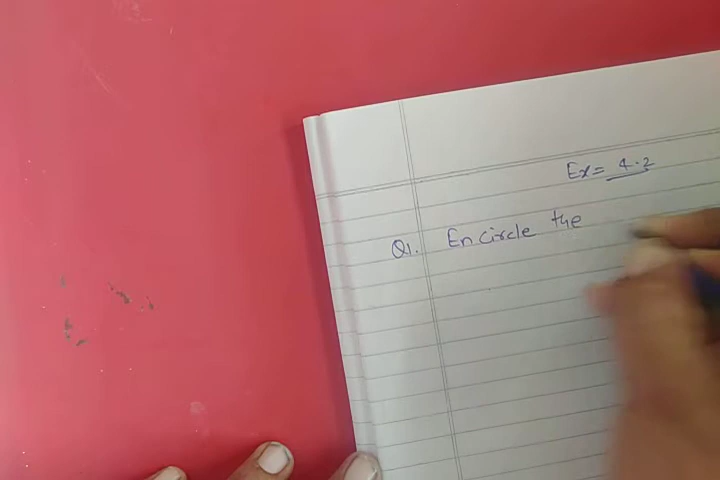 Ex = 4.2
Q1. Encircle the